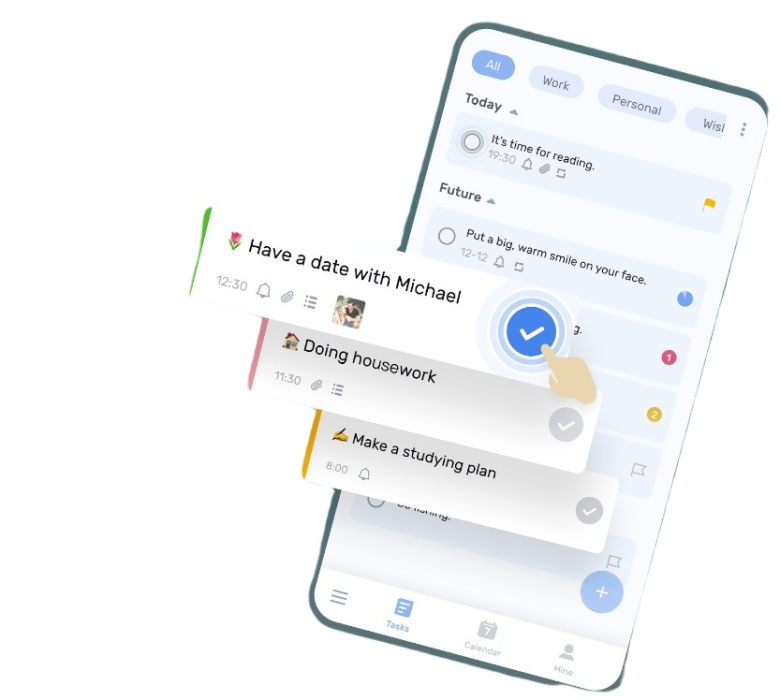 All
Work
Personal
Today
It's time for reading.
19:30
Future
Put a big, warm smile on your face.
12-12
Have a date with Michael
12:30
g.
1
Doing housework
11:30
2
Make a studying plan
8:00
+
Tasks
7
Calendar
Mine